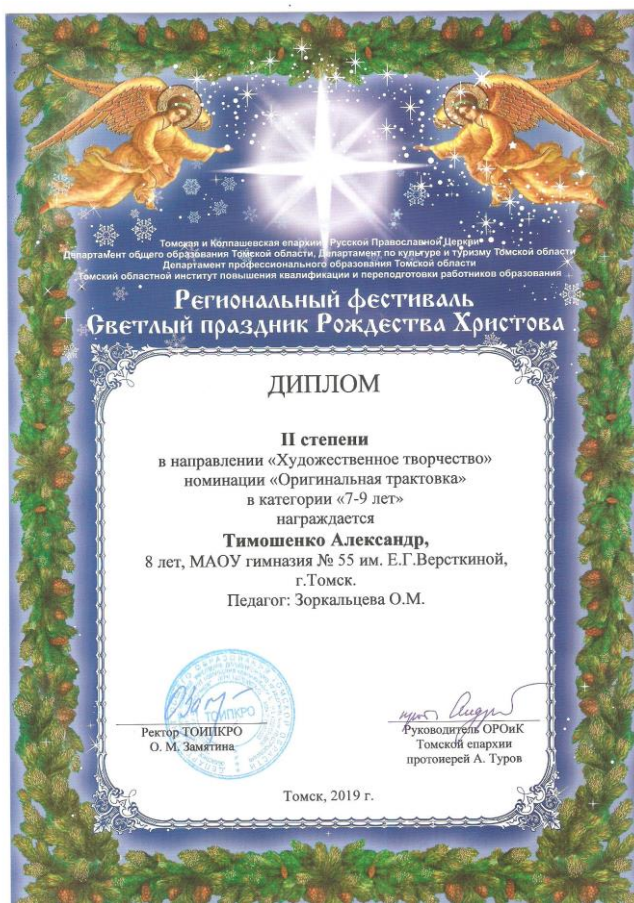 Томская и Колпашевская епархия Русской Православной Церкви
Департамент общего образования Томской области, Департамент по культуре и туризму Томской области
Департамент профессионального образования Томской области
Томский областной институт повышения квалификации и переподготовки работников образования
Региональный фестиваль
Светлый праздник Рождества Христова
ДИПЛОМ
II степени
в направлении «Художественное творчество»
номинации «Оригинальная трактовка»
в категории «7-9 лет»
награждается
Тимошенко Александр,
8 лет, МАОУ гимназия № 55 им. Е.Г.Версткиной,
г.Томск.
Педагог: Зоркальцева О.М.
ТОИПКРО
Ректор ТОИПКРО
О. М. Замятина
Руководитель ОРОиК
Томской епархии
протоиерей А. Туров
Томск, 2019 г.